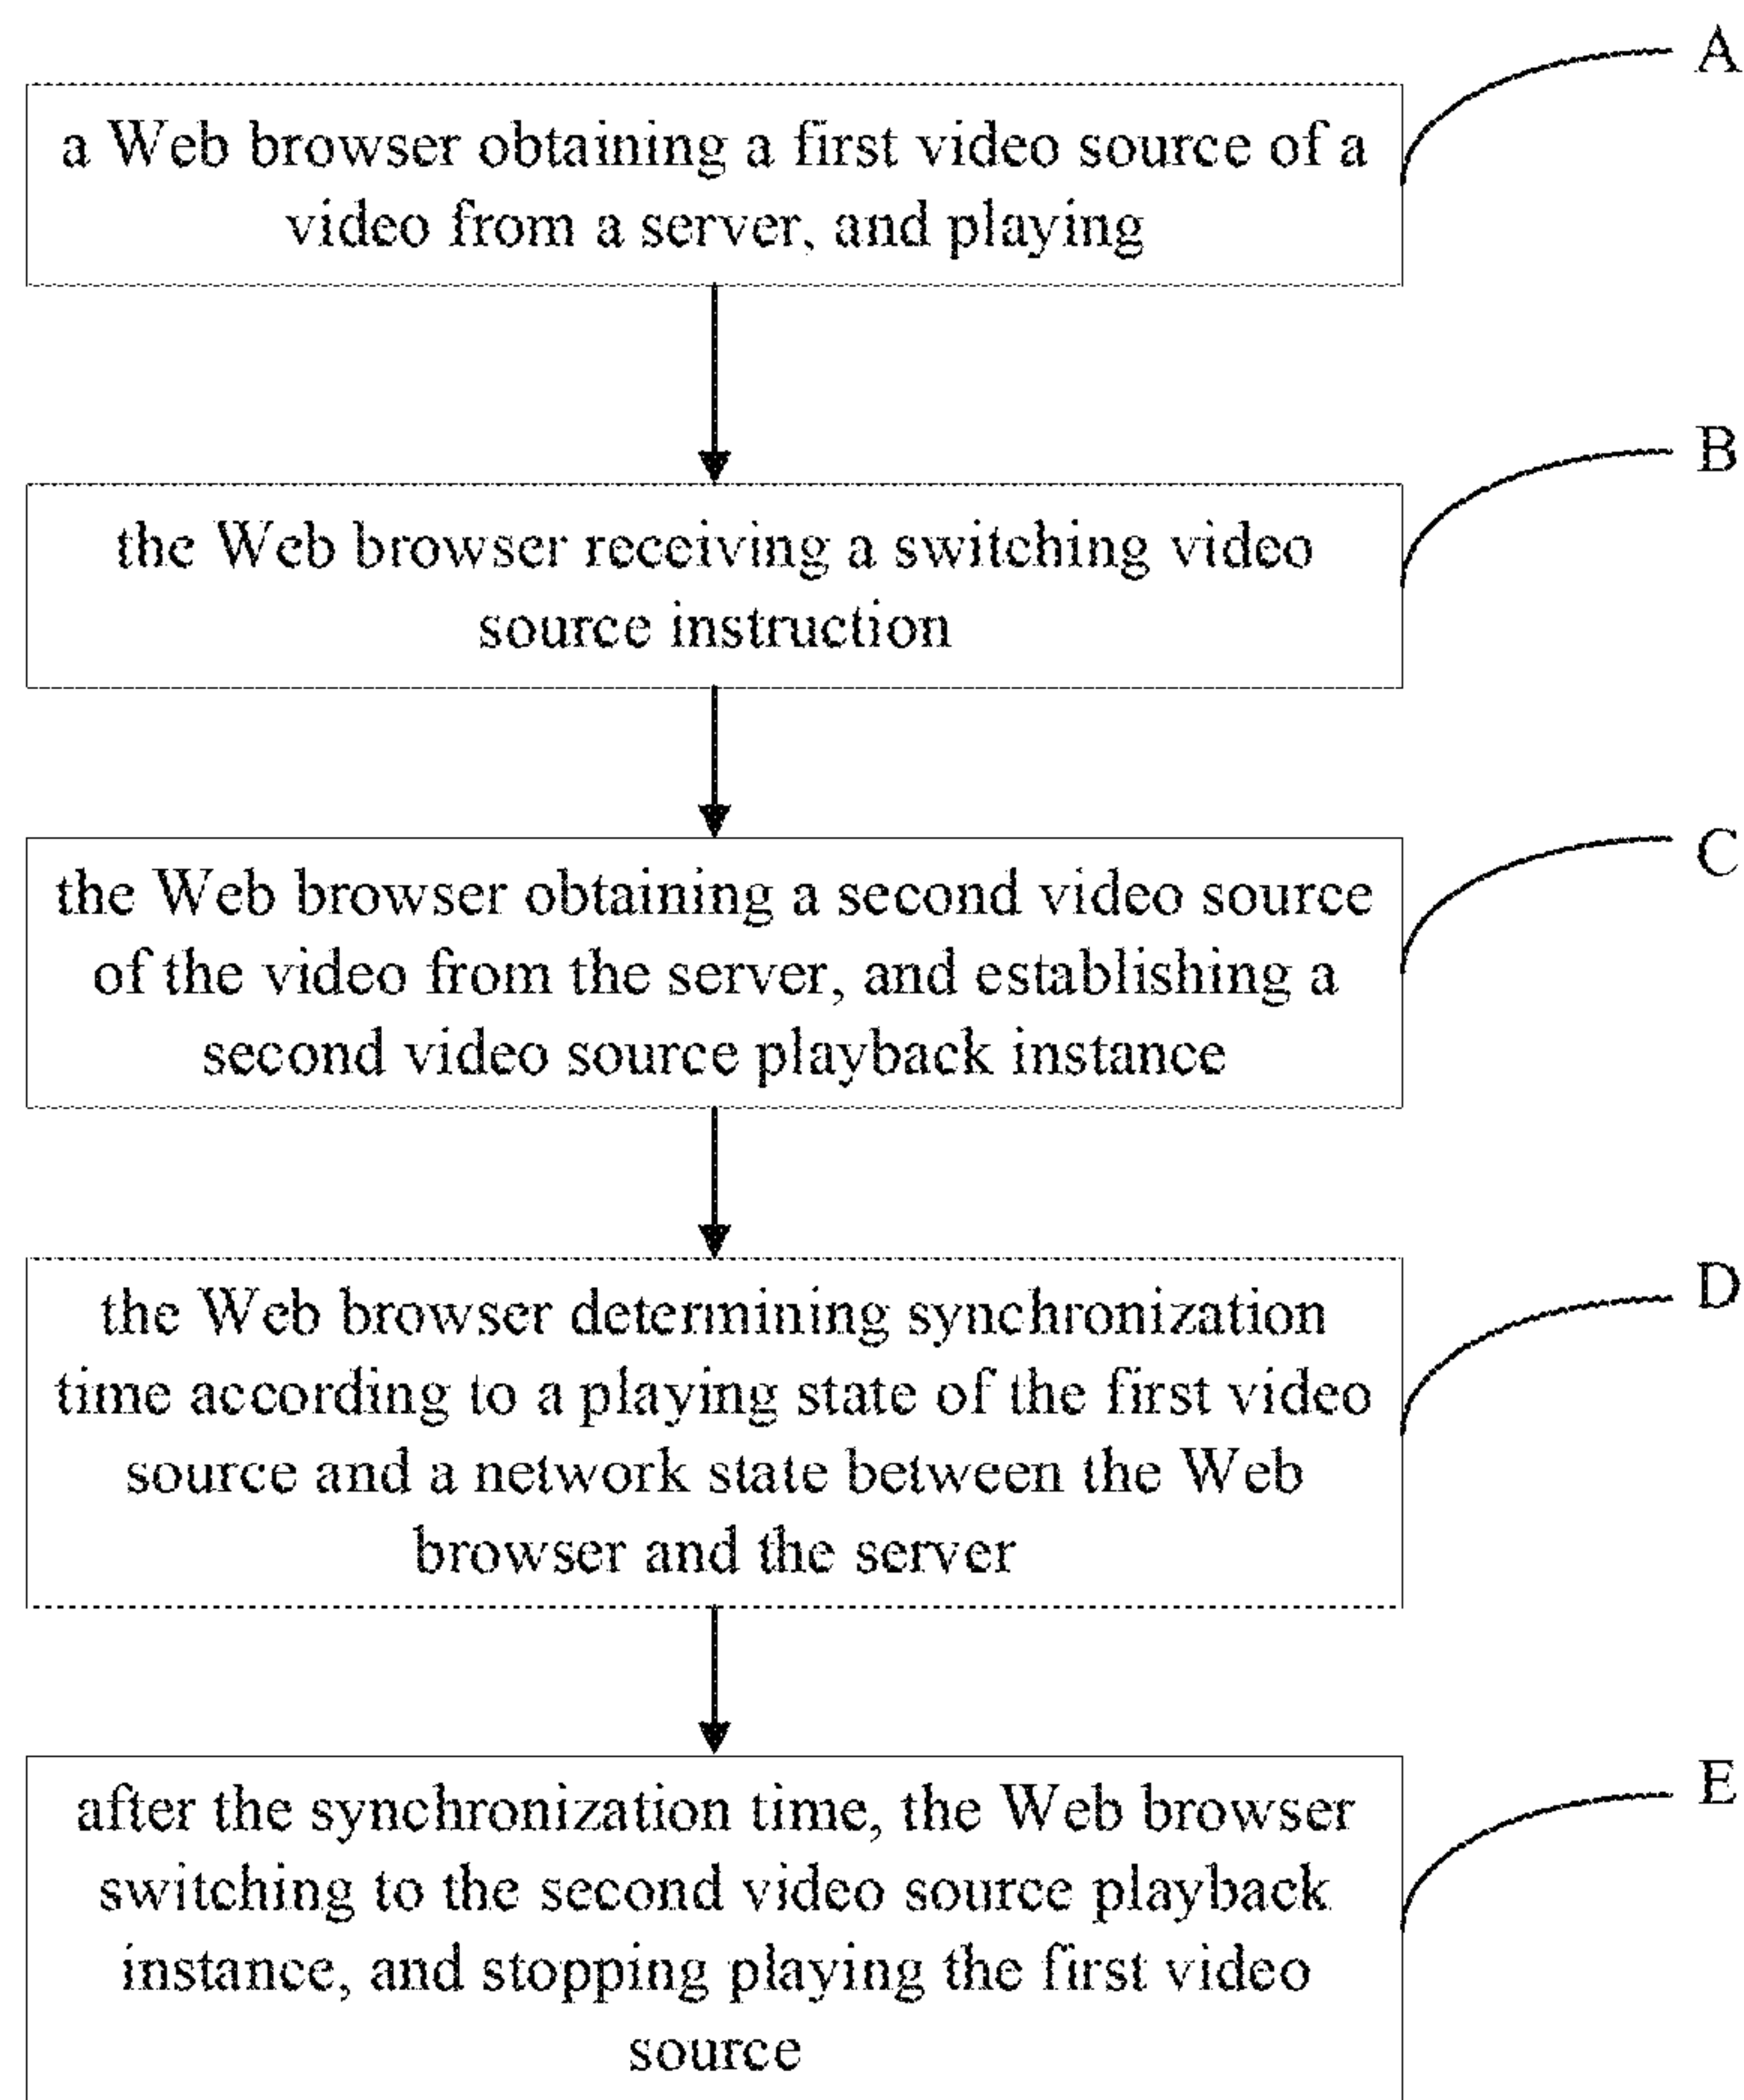 A
a Web browser obtaining a first video source of a
video from a server, and playing
B
the Web browser receiving a switching video
source instruction
C
the Web browser obtaining a second video source
of the video from the server, and establishing a
second video source playback instance
D
the Web browser determining synchronization
time according to a playing state of the first video
source and a network state between the Web
browser and the server
E
after the synchronization time, the Web browser
switching to the second video source playback
instance, and stopping playing the first video
source